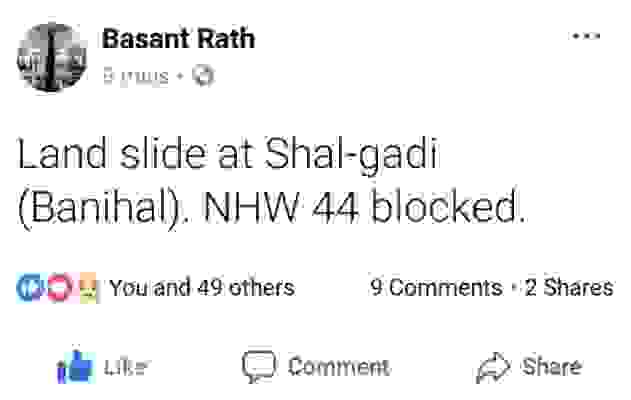 Basant Rath
9 mins
Land slide at Shal-gadi
(Banihal). NHW 44 blocked.
You and 49 others 9 Comments · 2 Shares
Like Comment Share